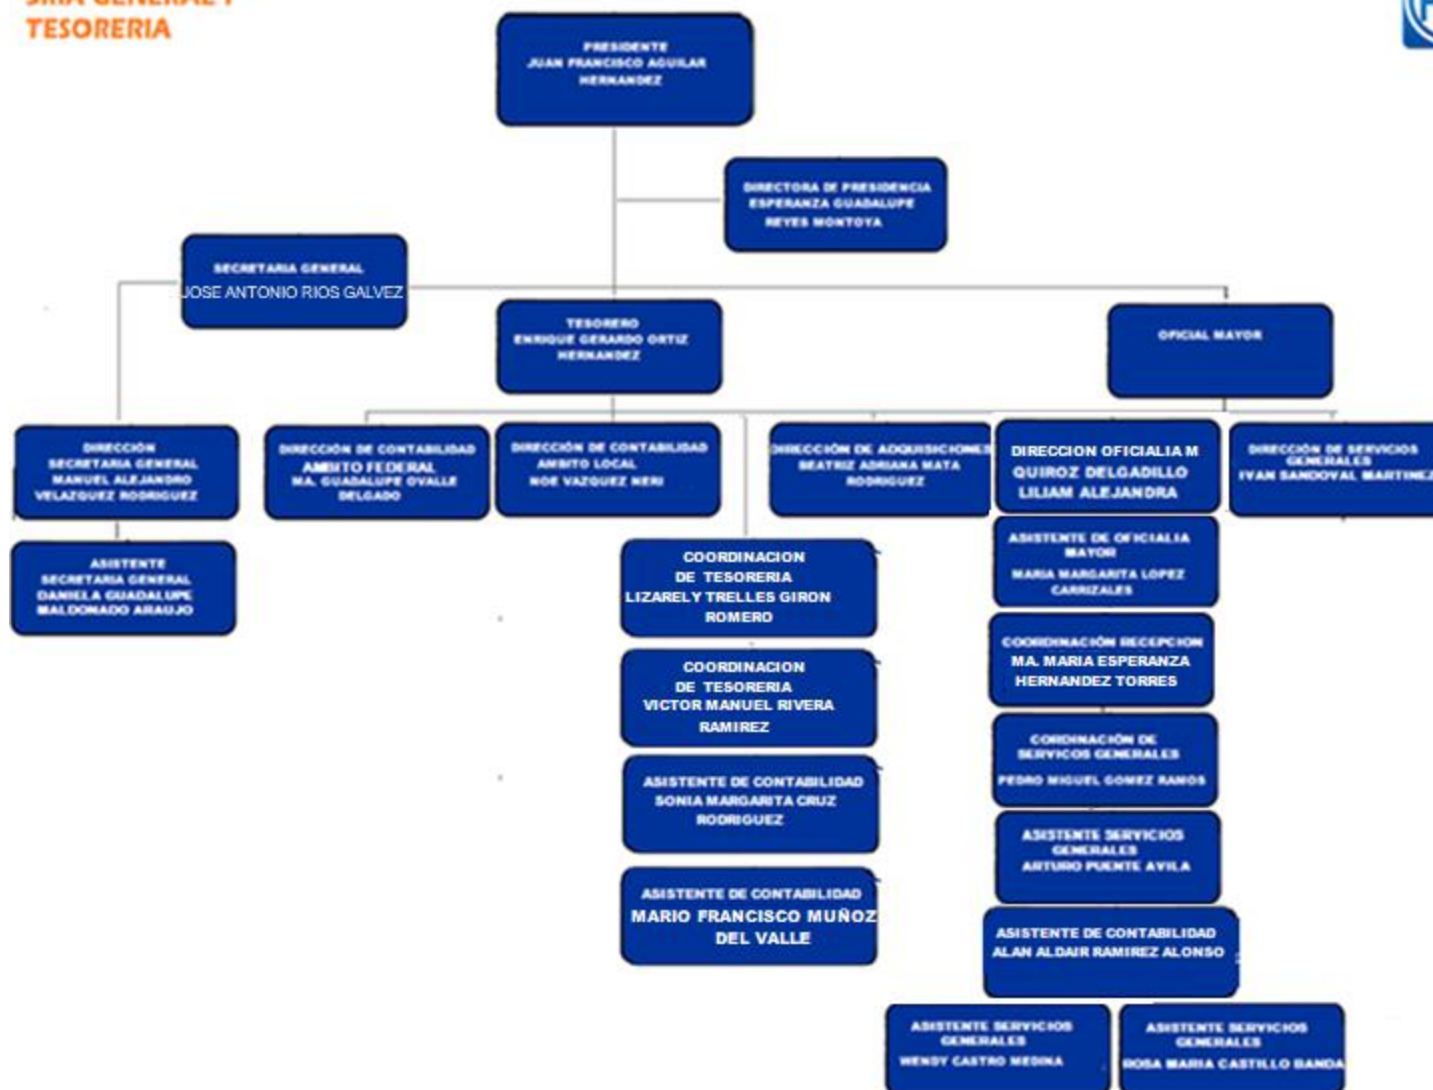 TESORERIA
PRESIDENTE
JUAN FRANCISCO AGUILAR
HERNANDEZ
DIRECTORA DE PRESIDENCIA
ESPERANZA GUADALUPE
REYES MONTOYA
SECRETARIA GENERAL
JOSE ANTONIO RIOS GALVEZ
TESORERO
ENRIQUE GERARDO ORTIZ
HERNANDEZ
OFICIAL MAYOR
DIRECCIÓN
SECRETARIA GENERAL
MANUEL ALEJANDRO
VELAZQUEZ RODRIGUEZ
DIRECCIÓN DE CONTABILIDAD
AMBITO FEDERAL
MA. GUADALUPE OVALLE
DELGADO
DIRECCIÓN DE CONTABILIDAD
AMBITO LOCAL
NOE VAZQUEZ NERI
DIRECCIÓN DE ADQUISICIONES
BEATRIZ ADRIANA MATA
RODRIGUEZ
DIRECCION OFICIALIA M
QUIROZ DELGADILLO
LILIAM ALEJANDRA
DIRECCIÓN DE SERVICIOS
GENERALES
IVAN SANDOVAL MARTINEZ
ASISTENTE
SECRETARIA GENERAL
DANIELA GUADALUPE
MALDONADO ARAUJO
COORDINACION
DE TESORERIA
LIZARELY TRELLES GIRON
ROMERO
COORDINACION
DE TESORERIA
VICTOR MANUEL RIVERA
RAMIREZ
ASISTENTE DE CONTABILIDAD
SONIA MARGARITA CRUZ
RODRIGUEZ
ASISTENTE DE CONTABILIDAD
MARIO FRANCISCO MUÑOZ
DEL VALLE
ASISTENTE DE OFICIALIA
MAYOR
MARIA MARGARITA LOPEZ
CARRIZALES
COORDINACIÓN RECEPCION
MA. MARIA ESPERANZA
HERNANDEZ TORRES
CORDINACIÓN DE
SERVICOS GENERALES
PEDRO MIGUEL GOMEZ RAMOS
ASISTENTE SERVICIOS
GENERALES
ARTURO PUENTE AVILA
ASISTENTE DE CONTABILIDAD
ALAN ALDAIR RAMIREZ ALONSO
ASISTENTE SERVICIOS
GENERALES
WENDY CASTRO MEDINA
ASISTENTE SERVICIOS
GENERALES
ROSA MARIA CASTILLO BANDA